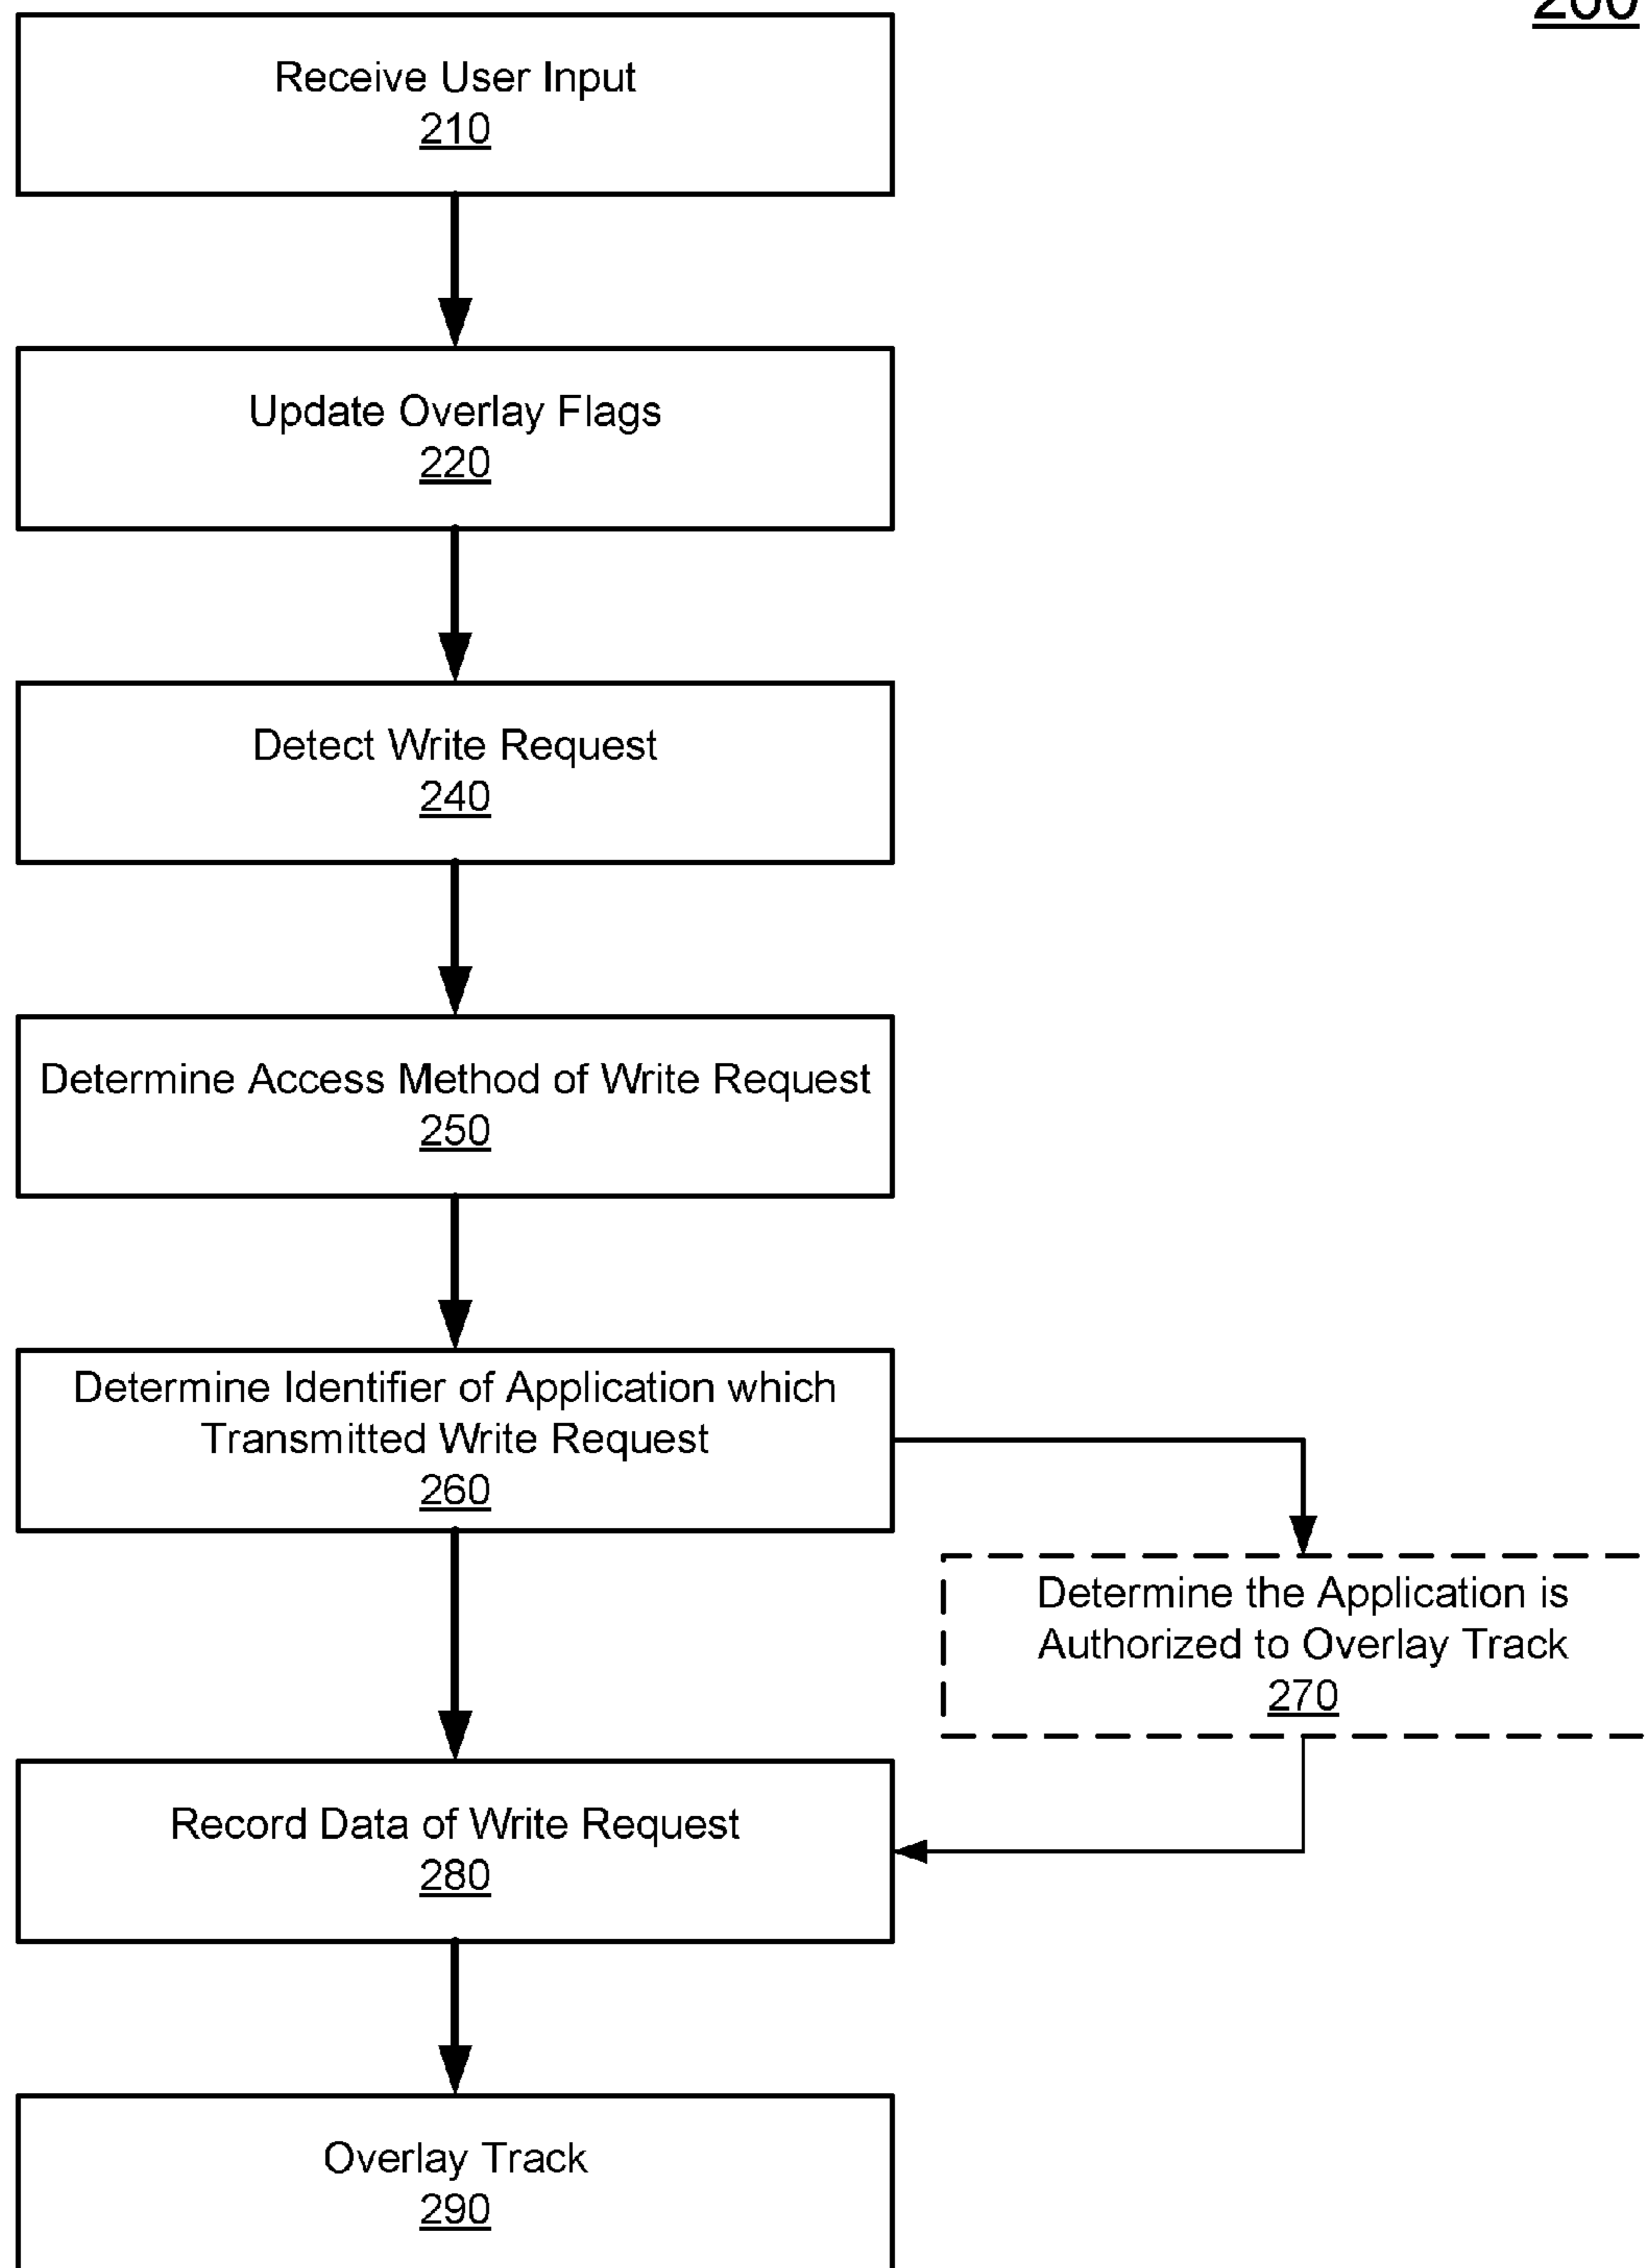 200
Receive User Input
210
Update Overlay Flags
220
Detect Write Request
240
Determine Access Method of Write Request
250
Determine Identifier of Application which
Transmitted Write Request
260
Determine the Application is
Authorized to Overlay Track
270
Record Data of Write Request
280
Overlay Track
290